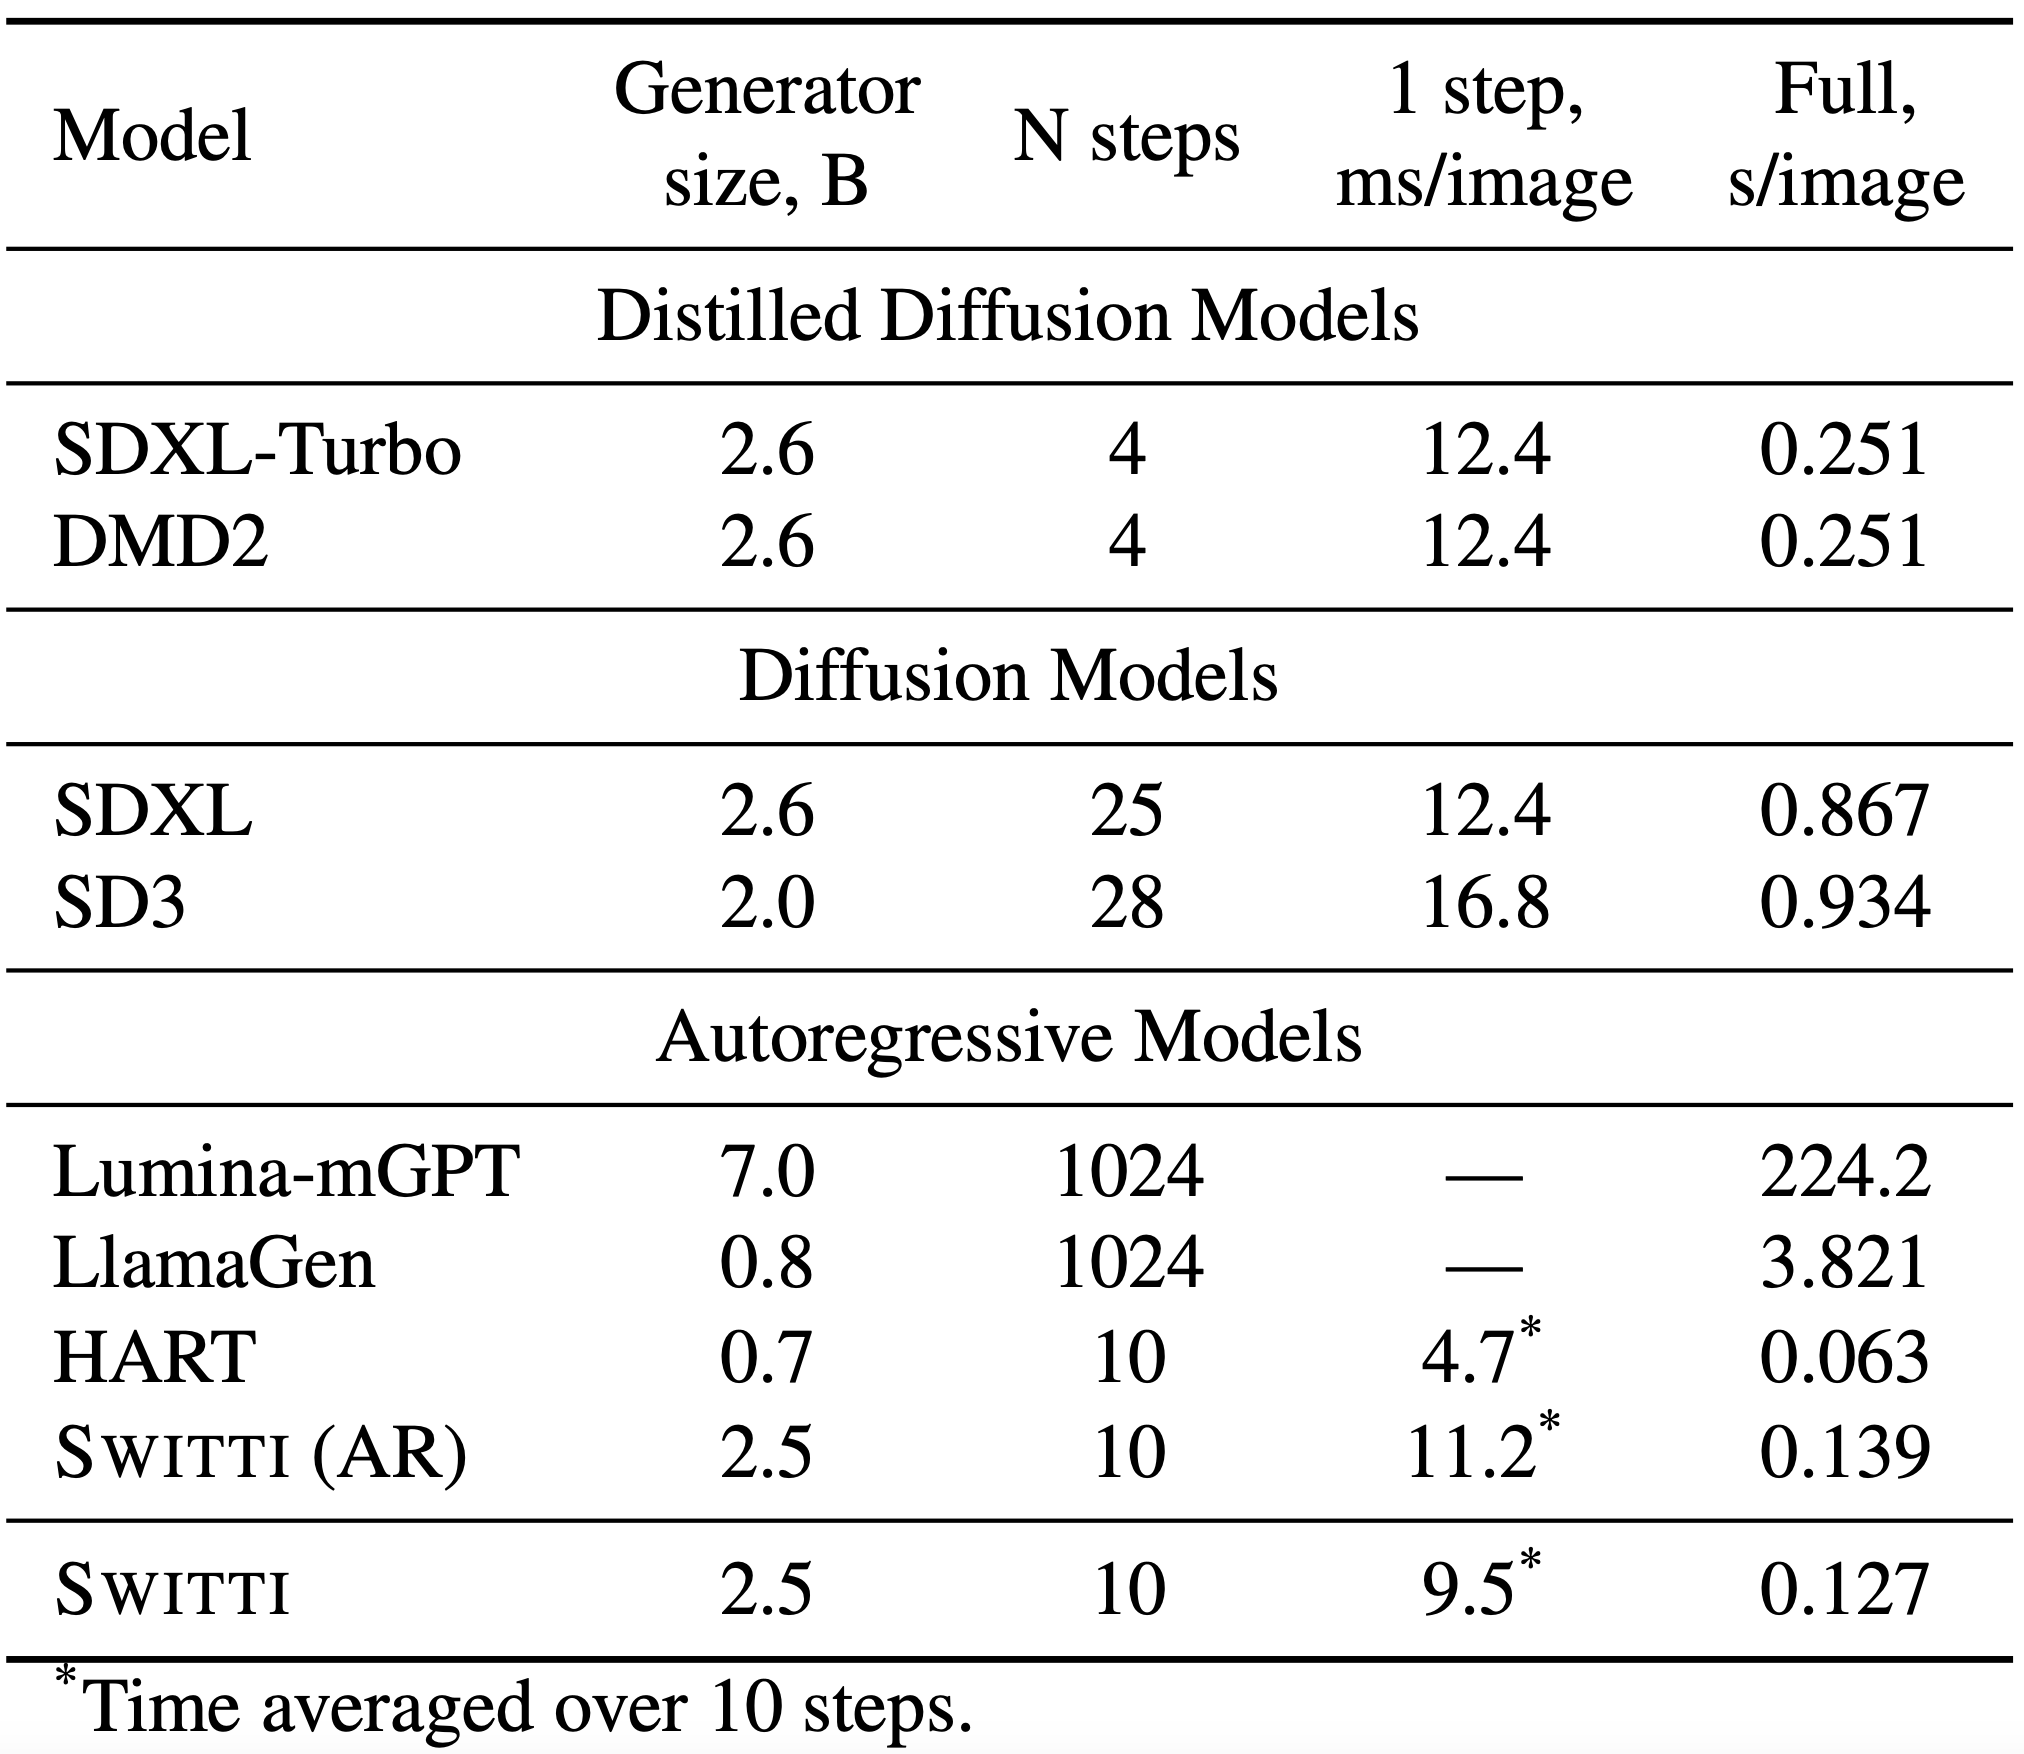 Model Generator size, B N steps 1 step, ms/image Full, s/image
Distilled Diffusion Models
SDXL-Turbo 2.6 4 12.4 0.251
DMD2 2.6 4 12.4 0.251
Diffusion Models
SDXL 2.6 25 12.4 0.867
SD3 2.0 28 16.8 0.934
Autoregressive Models
Lumina-mGPT 7.0 1024 — 224.2
LlamaGen 0.8 1024 — 3.821
HART 0.7 10 4.7* 0.063
SWITTI (AR) 2.5 10 11.2* 0.139
SWITTI 2.5 10 9.5* 0.127
*Time averaged over 10 steps.